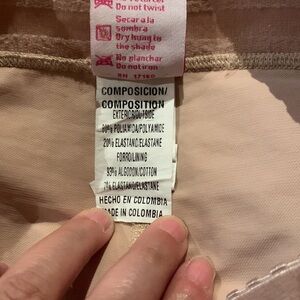 Do not twist
Secar a la
sombra
Dry hung in
the shade
No planchar
Do not iron
RN 17150
COMPOSICION/
COMPOSITION
EXTERIOR/OUTSIDE
80% POLIAMIDA/POLYAMIDE
20% ELASTANO/ELASTANE
FORRO/LINING
93% ALGODON/COTTON
7% ELASTANO/ELASTANE
HECHO EN COLOMBIA
MADE IN COLOMBIA